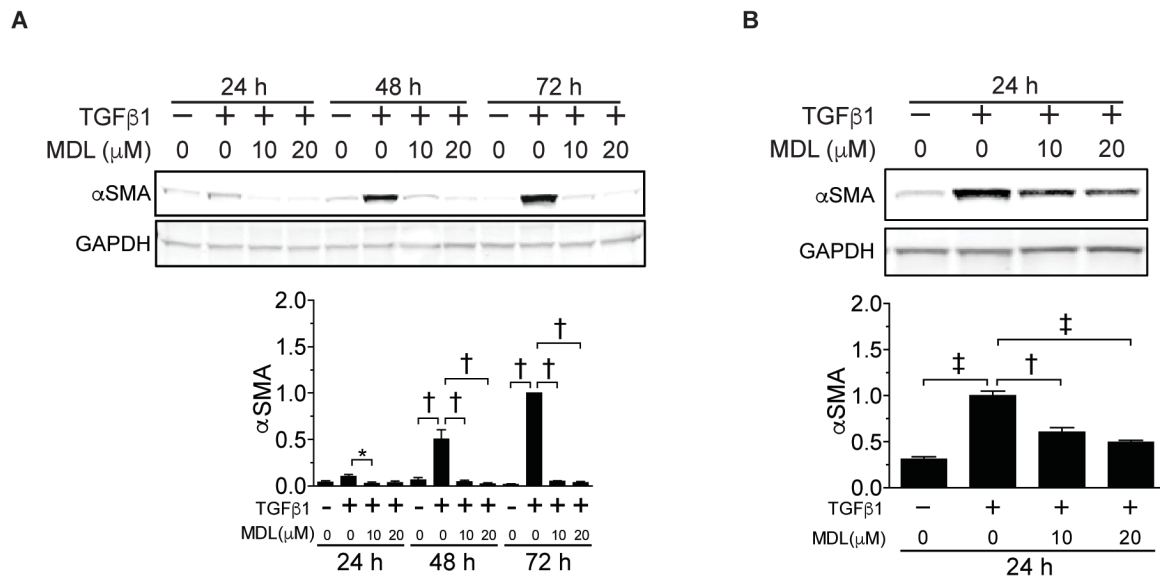 A
24 h 48 h 72 h
TGFβ1 − + + + − + + + − + + +
MDL (μM) 0 0 10 20 0 0 10 20 0 0 10 20
αSMA
GAPDH
αSMA
2.0
1.5
1.0
0.5
0.0
* † † † † † †
TGFβ1 - + + + - + + + - + + +
MDL(μM) 0 0 10 20 0 0 10 20 0 0 10 20
24 h 48 h 72 h
B
24 h
TGFβ1 − + + +
MDL (μM) 0 0 10 20
αSMA
GAPDH
αSMA
2.0
1.5
1.0
0.5
0.0
‡ † ‡
TGFβ1 − + + +
MDL(μM) 0 0 10 20
24 h